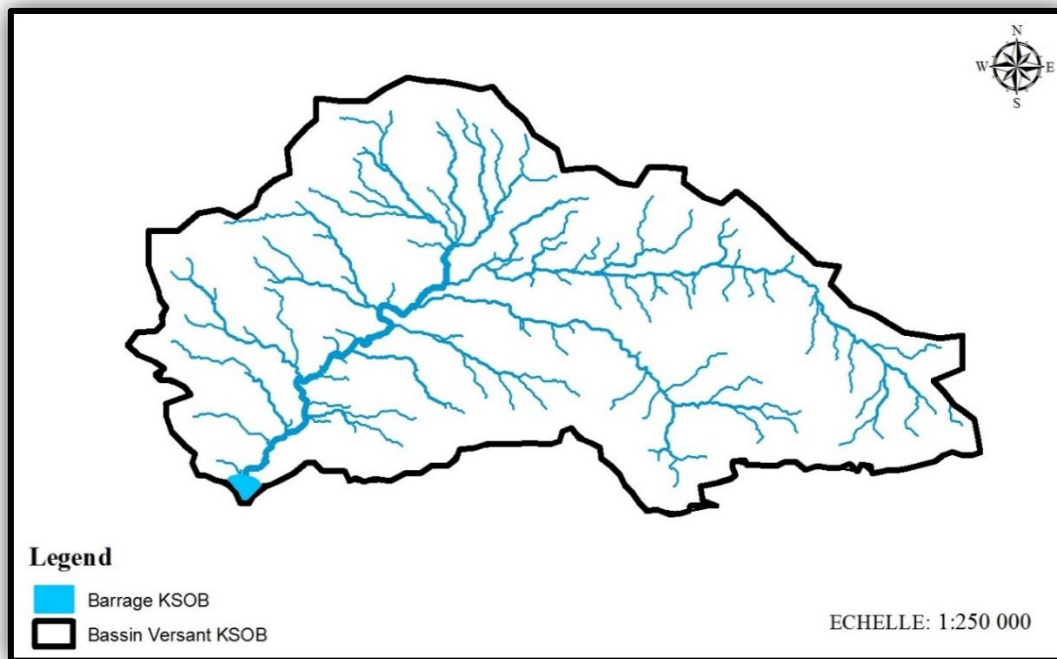 N
W E
S
Legend
Barrage KSOB
Bassin Versant KSOB
ECHELLE: 1:250 000